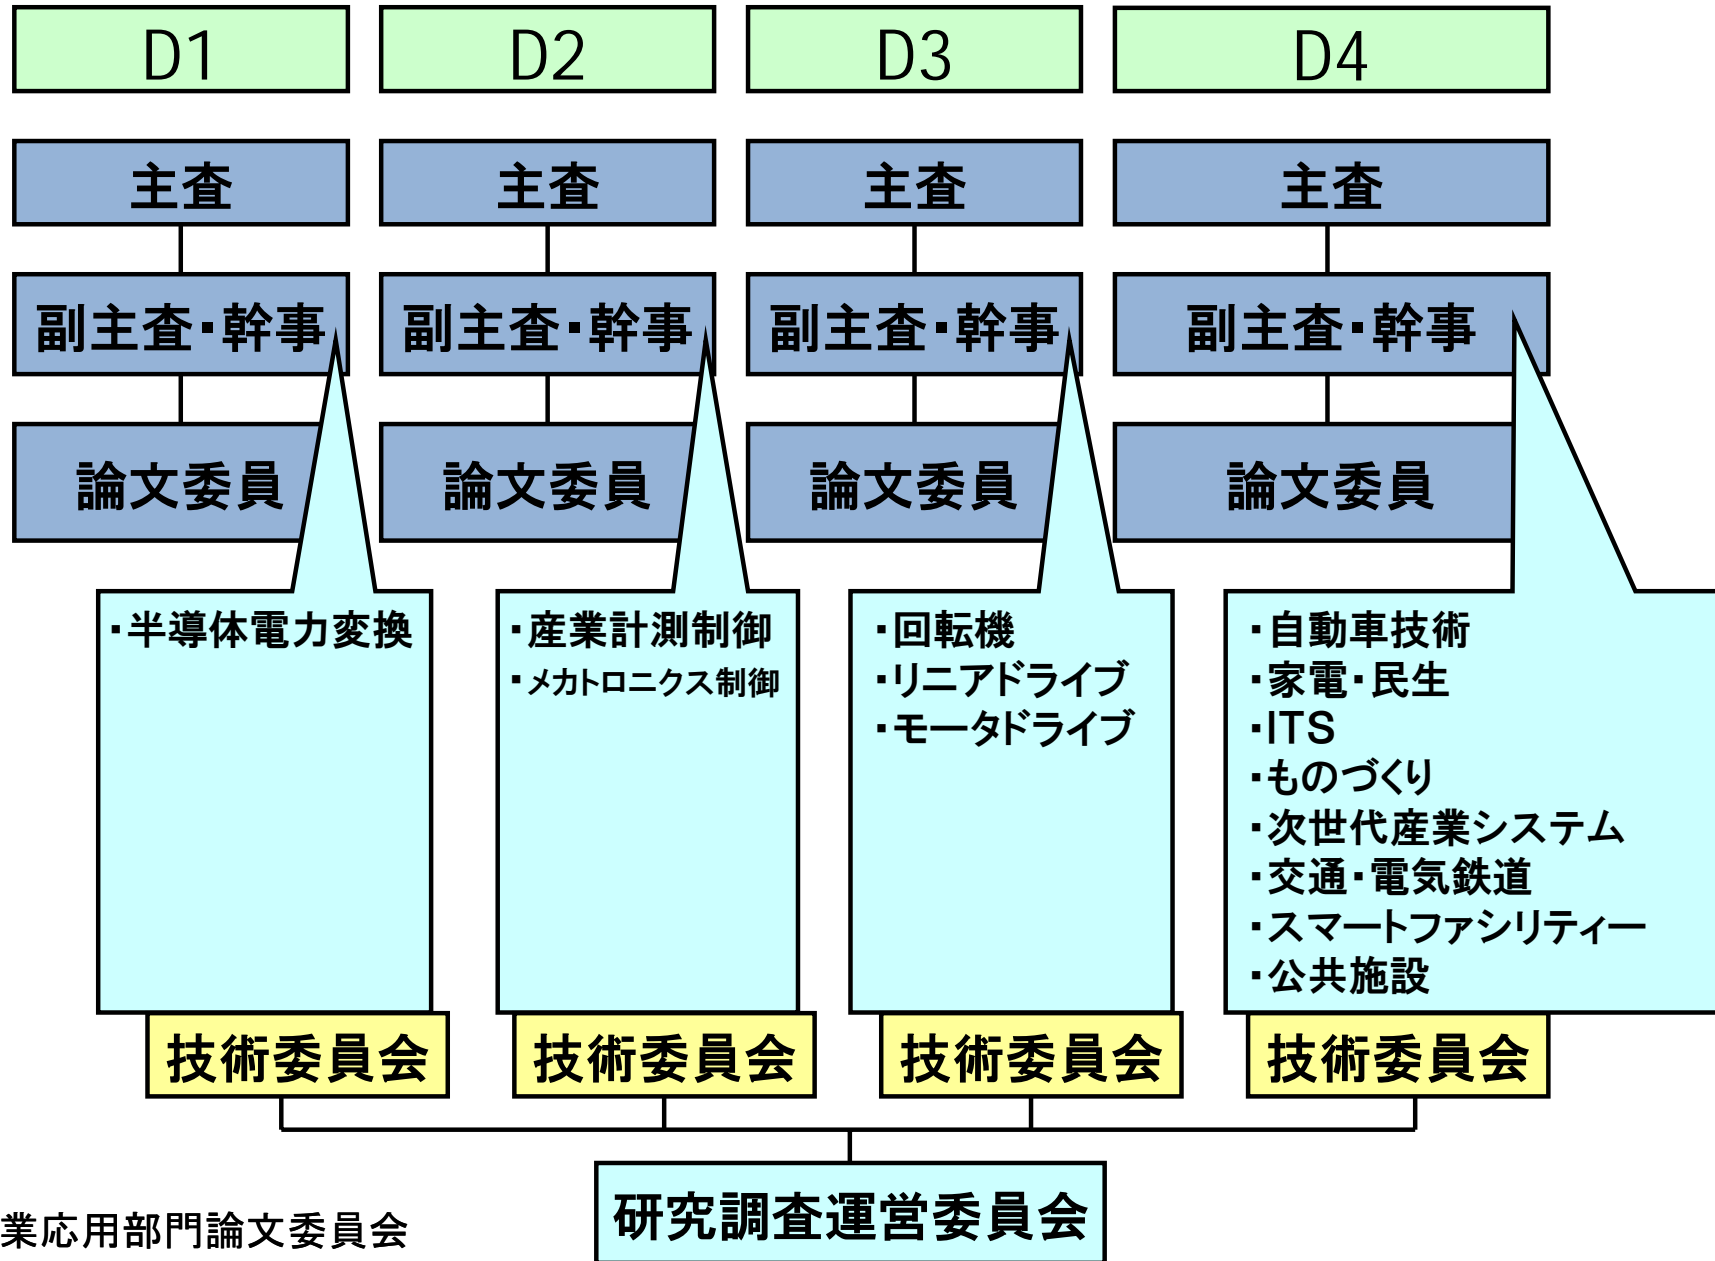 D1 D2 D3 D4
主査 主査 主査 主査
副主査・幹事 副主査・幹事 副主査・幹事 副主査・幹事
論文委員 論文委員 論文委員 論文委員
・半導体電力変換
・産業計測制御
・メカトロニクス制御
・回転機
・リニアドライブ
・モータドライブ
・自動車技術
・家電・民生
・ITS
・ものづくり
・次世代産業システム
・交通・電気鉄道
・スマートファシリティー
・公共施設
技術委員会 技術委員会 技術委員会 技術委員会
研究調査運営委員会
業応用部門論文委員会